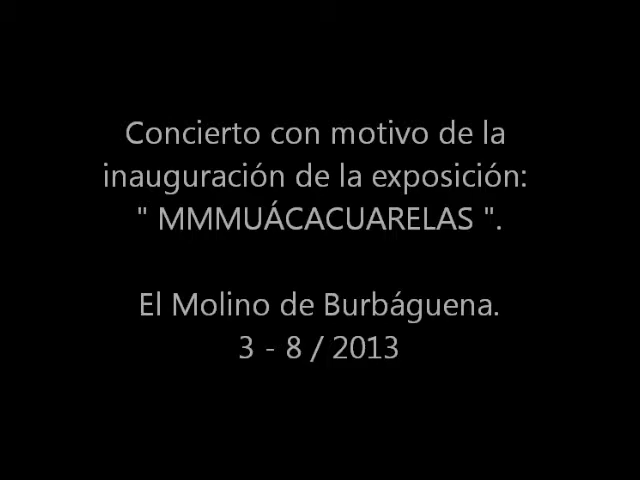 Concierto con motivo de la
inauguración de la exposición:
" MMMUÁCACUARELAS ".
El Molino de Burbáguena.
3 - 8 / 2013